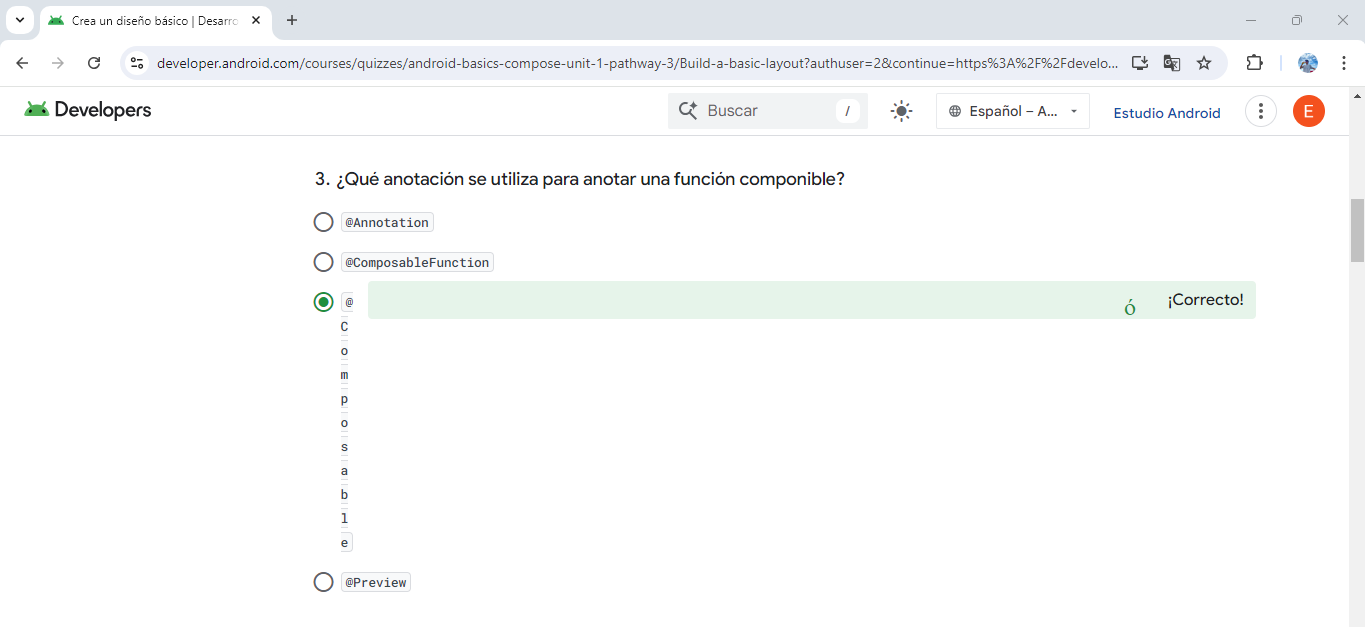 Crea un diseño básico | Desarro
developer.android.com/courses/quizzes/android-basics-compose-unit-1-pathway-3/Build-a-basic-layout?authuser=2&continue=https%3A%2F%2Fdevelo...
Developers
Buscar
/
Español – A...
Estudio Android
E
3. ¿Qué anotación se utiliza para anotar una función componible?
@Annotation
@ComposableFunction
@
ó
¡Correcto!
C
o
m
p
o
s
a
b
l
e
@Preview